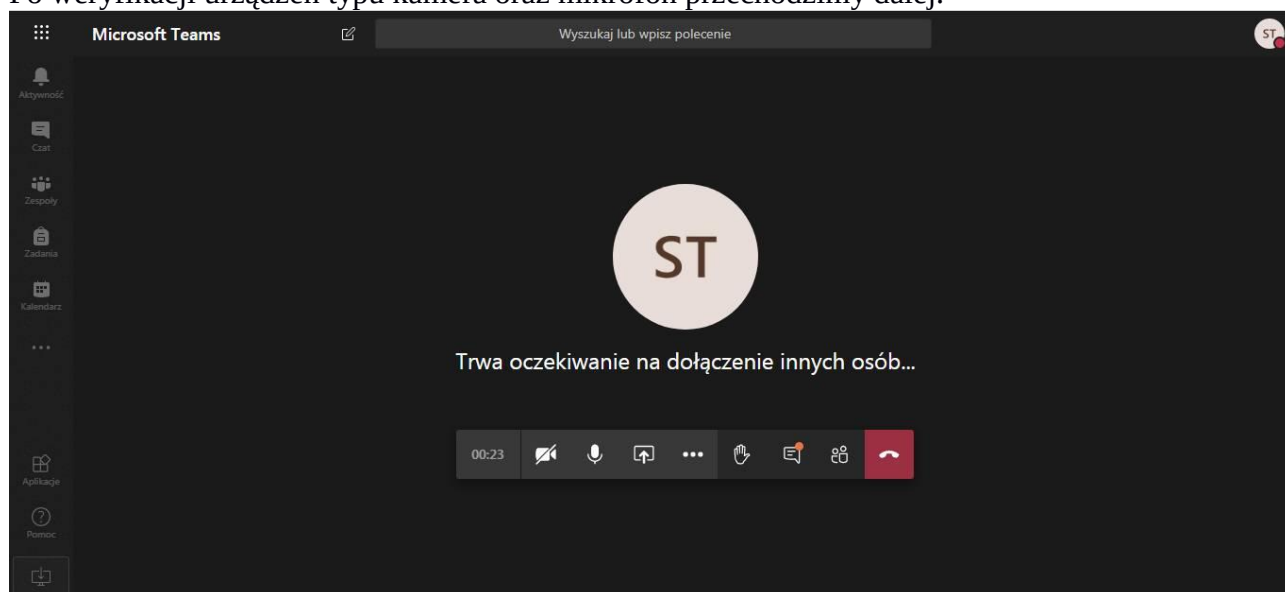 Po weryfikacji urządzeń typu kamera oraz mikrofon przechodzimy dalej.
Microsoft Teams
Wyszukaj lub wpisz polecenie
ST
Aktywność
Czat
Zespoły
Zadania
Kalendarz
ST
Trwa oczekiwanie na dołączenie innych osób...
00:23
Aplikacje
Pomoc